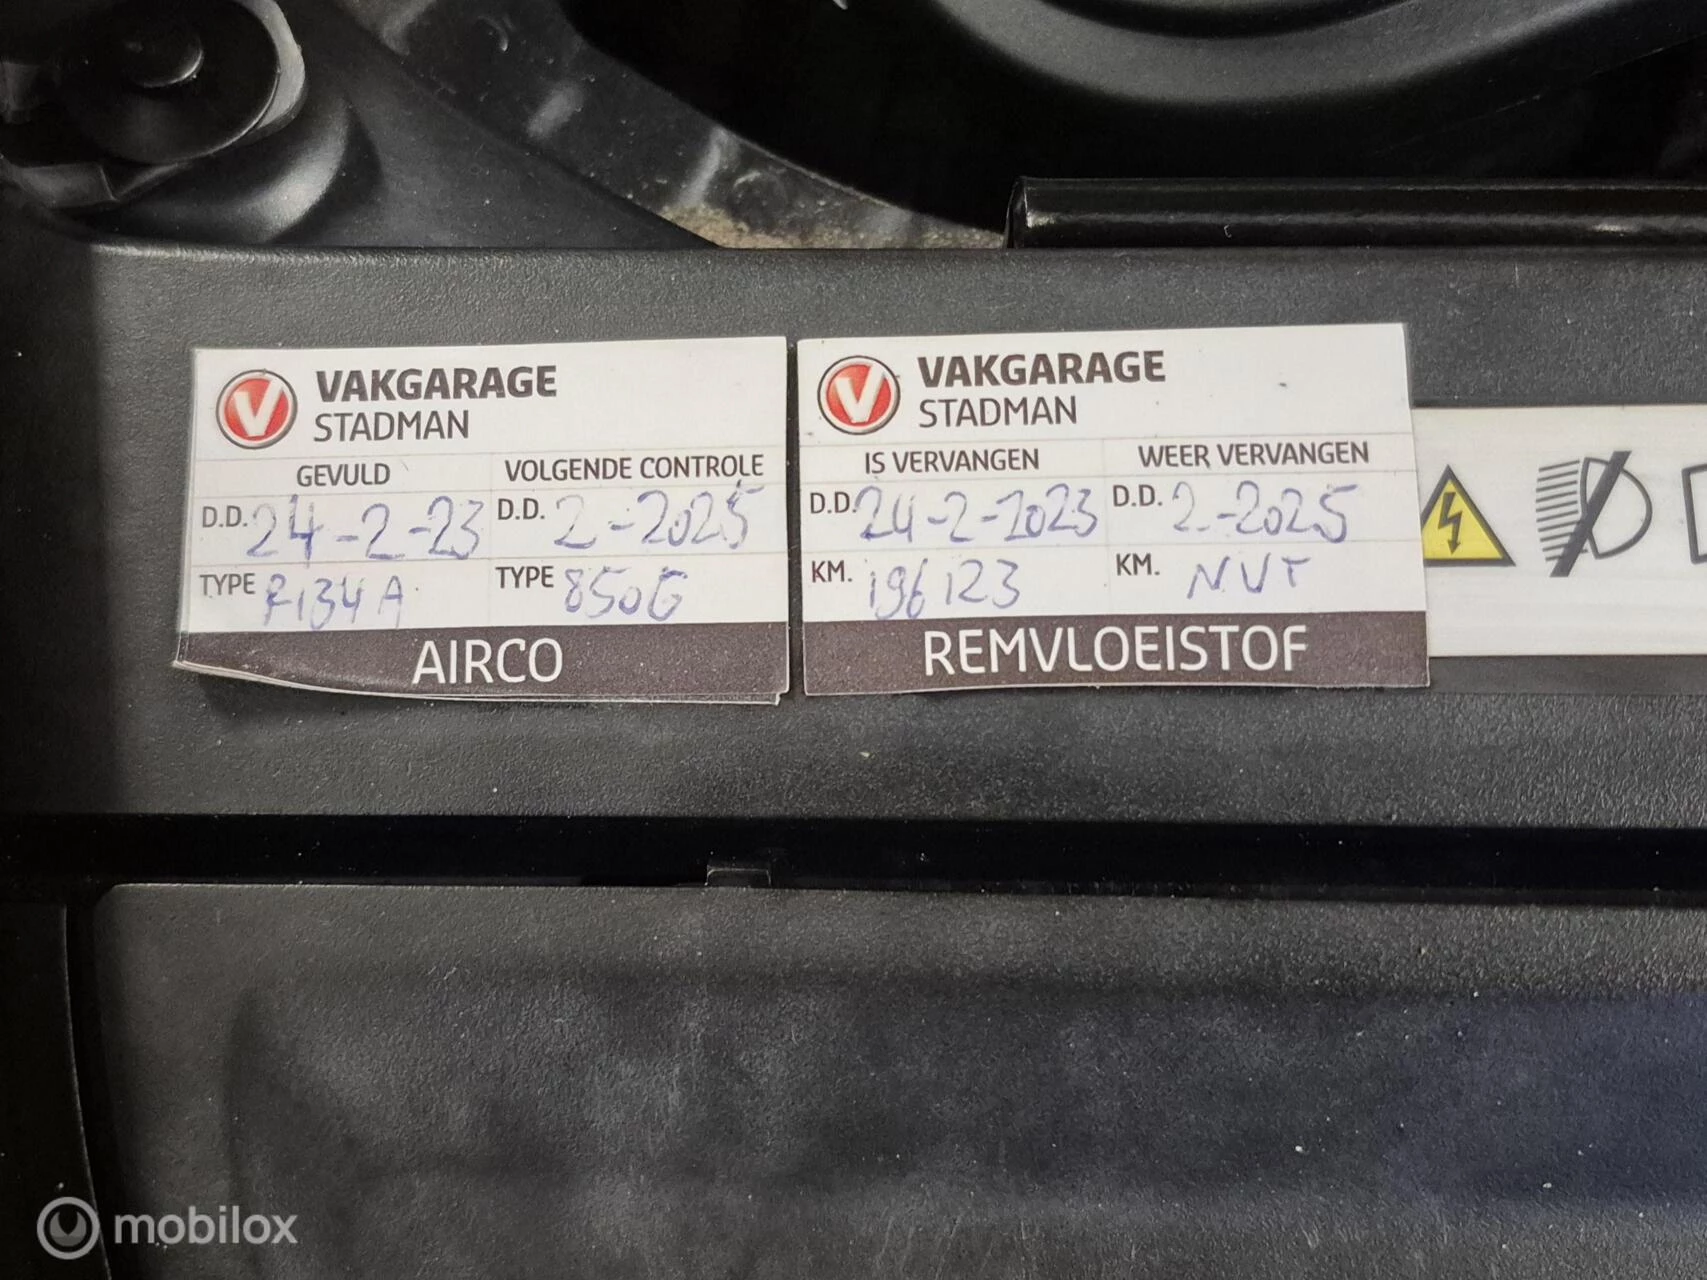 VAKGARAGE
STADMAN
GEVULD VOLGENDE CONTROLE
D.D. 24-2-23 D.D. 2-2025
TYPE R134A TYPE 850G
AIRCO
VAKGARAGE
STADMAN
IS VERVANGEN WEER VERVANGEN
D.D. 24-2-2023 D.D. 2-2025
KM. 196123 KM. NVT
REMVLOEISTOF
mobilox